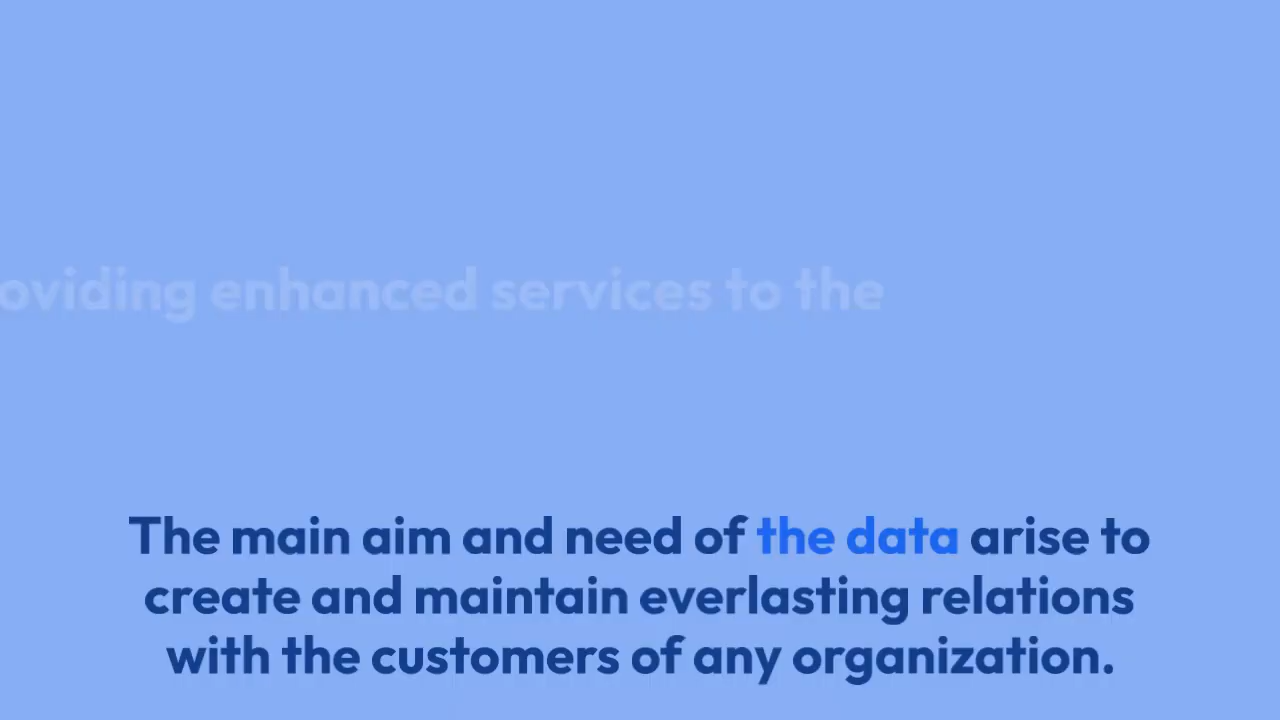 enhanced services to the
The main aim and need of the data arise to
create and maintain everlasting relations
with the customers of any organization.